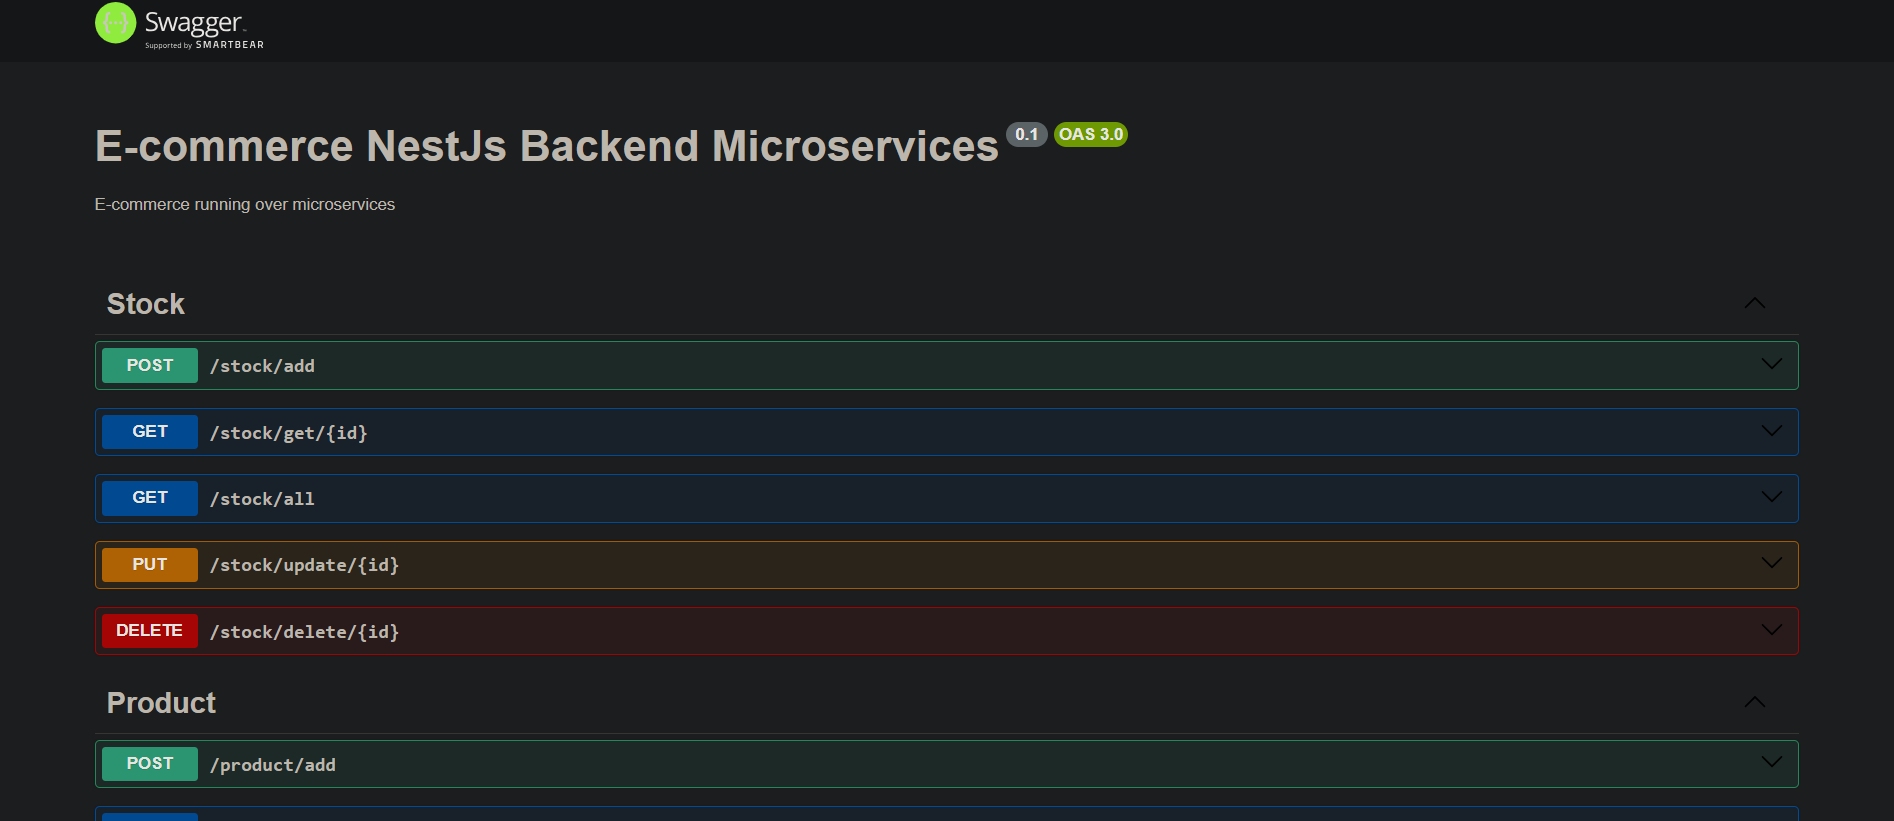 Swagger
Supported by SMARTBEAR
E-commerce NestJs Backend Microservices 0.1 OAS 3.0
E-commerce running over microservices
Stock
POST /stock/add
GET /stock/get/{id}
GET /stock/all
PUT /stock/update/{id}
DELETE /stock/delete/{id}
Product
POST /product/add